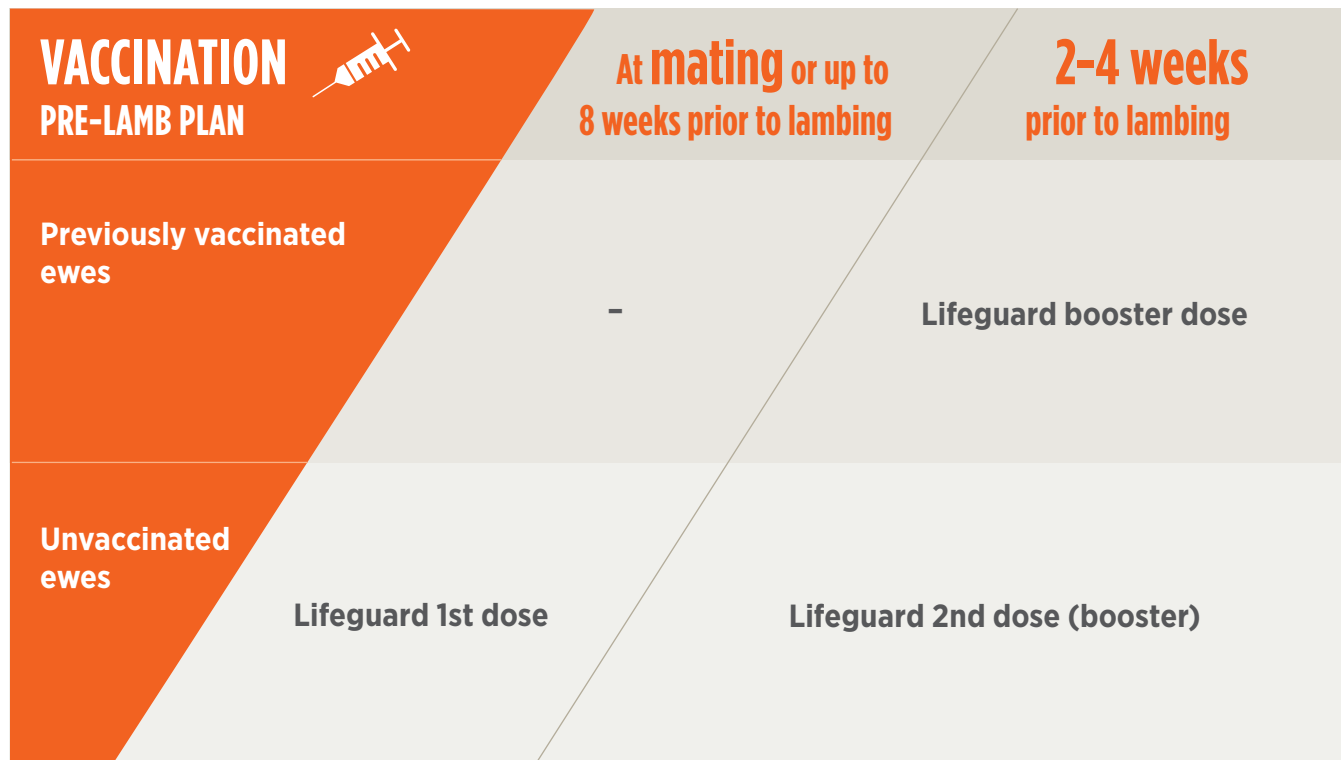 VACCINATION
PRE-LAMB PLAN
At mating or up to
8 weeks prior to lambing
2-4 weeks
prior to lambing
Previously vaccinated
ewes
-
Lifeguard booster dose
Unvaccinated
ewes
Lifeguard 1st dose
Lifeguard 2nd dose (booster)